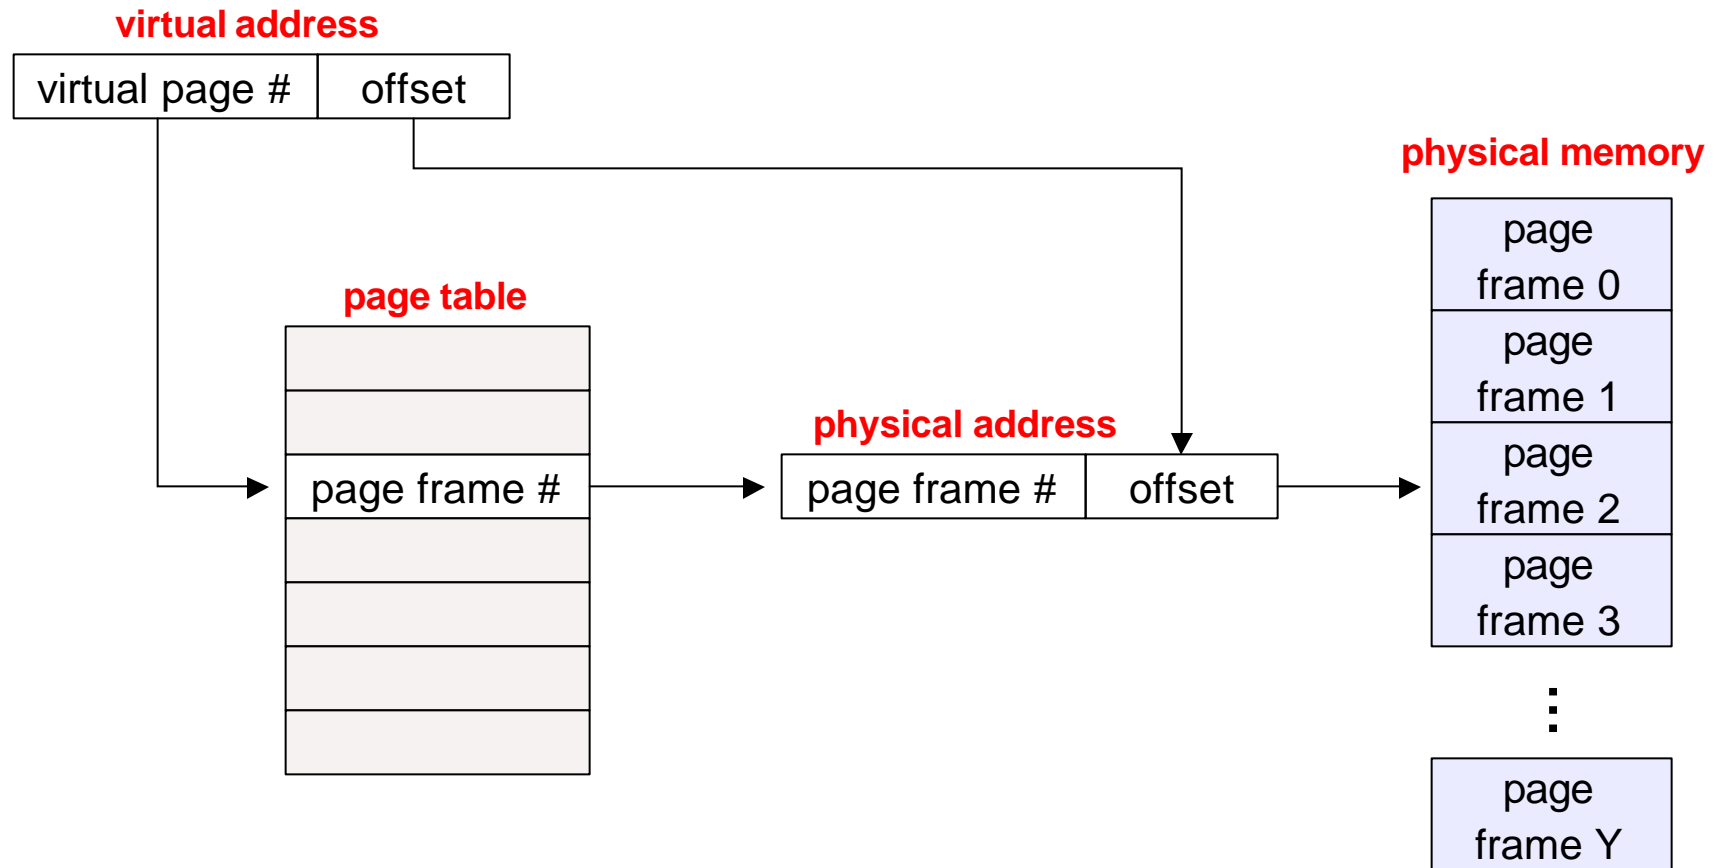 virtual address
virtual page #
offset
physical memory
page
frame 0
page table
page
frame 1
physical address
page frame #
page frame #
offset
page
frame 2
page
frame 3
page
frame Y